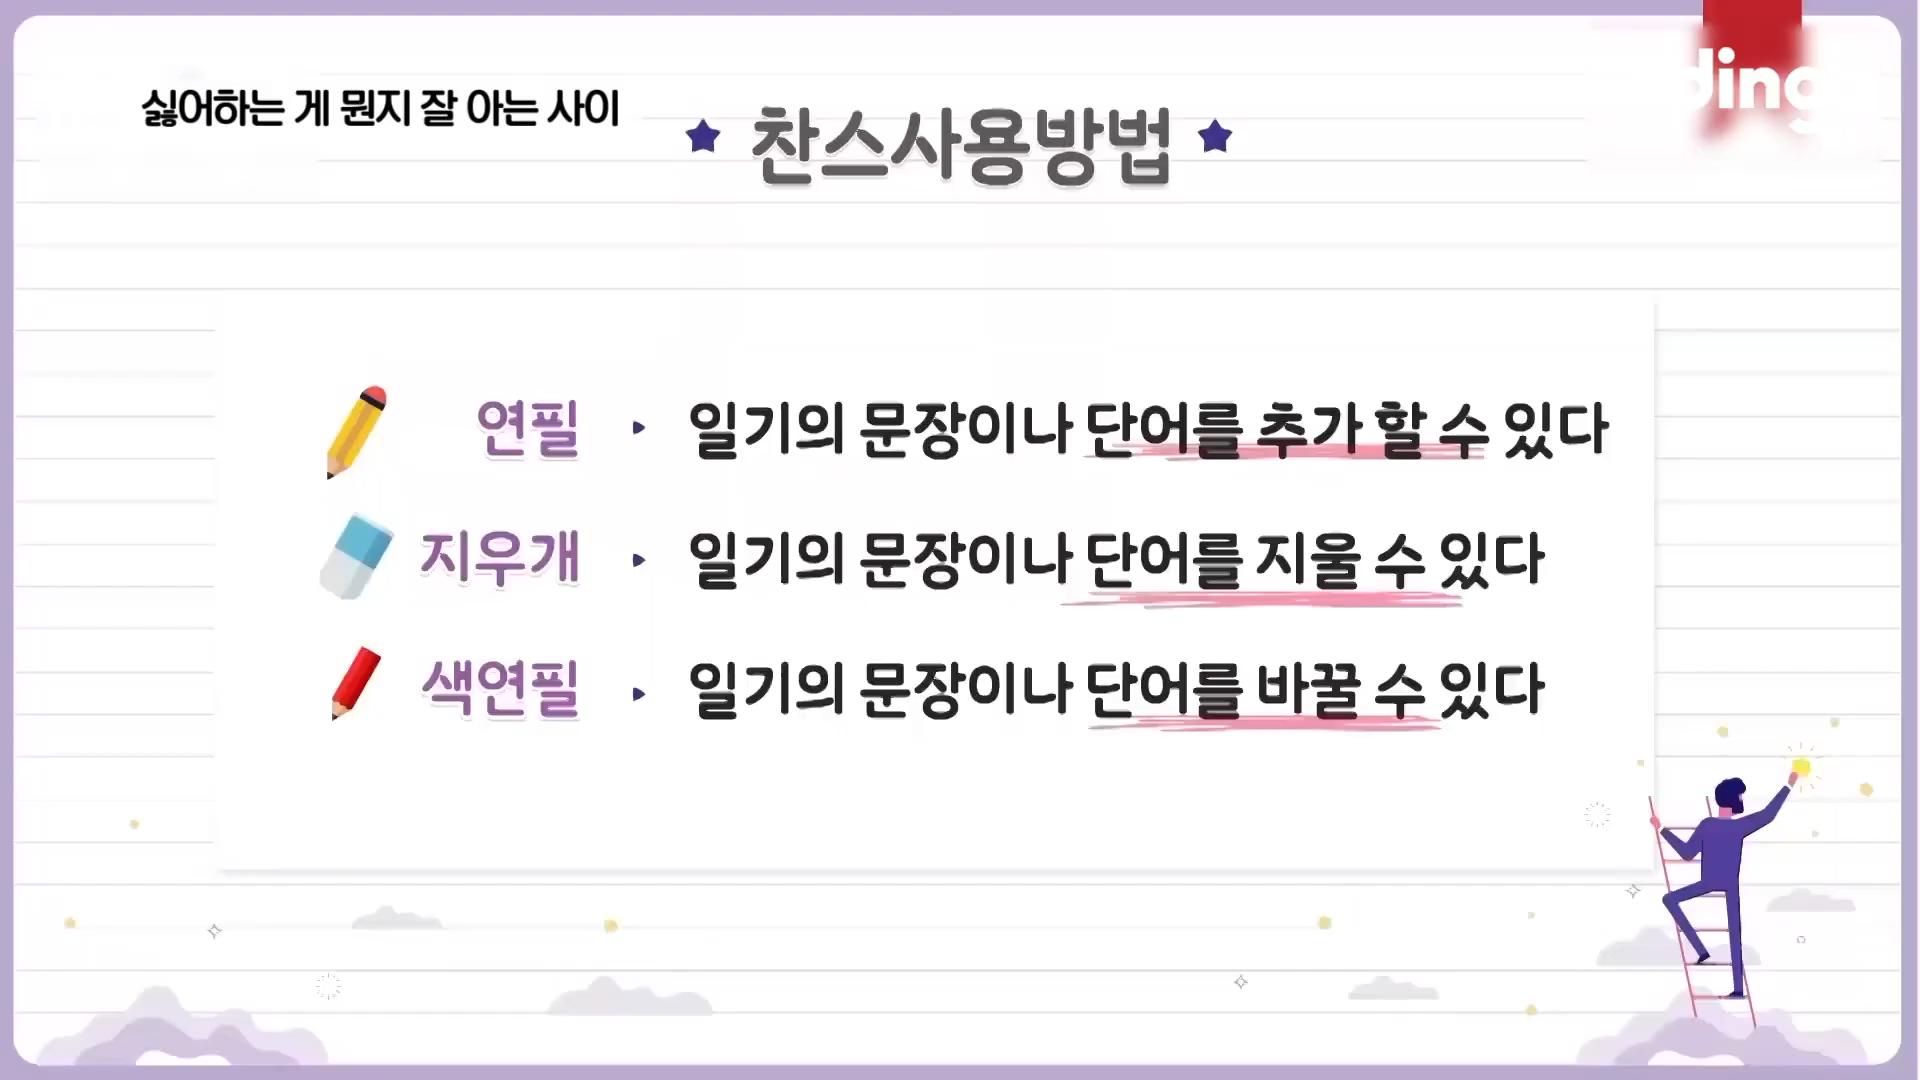 싫어하는 게 뭔지 잘 아는 사이
찬스사용방법
연필 일기의 문장이나 단어를 추가 할 수 있다
지우개 일기의 문장이나 단어를 지울 수 있다
색연필 일기의 문장이나 단어를 바꿀 수 있다